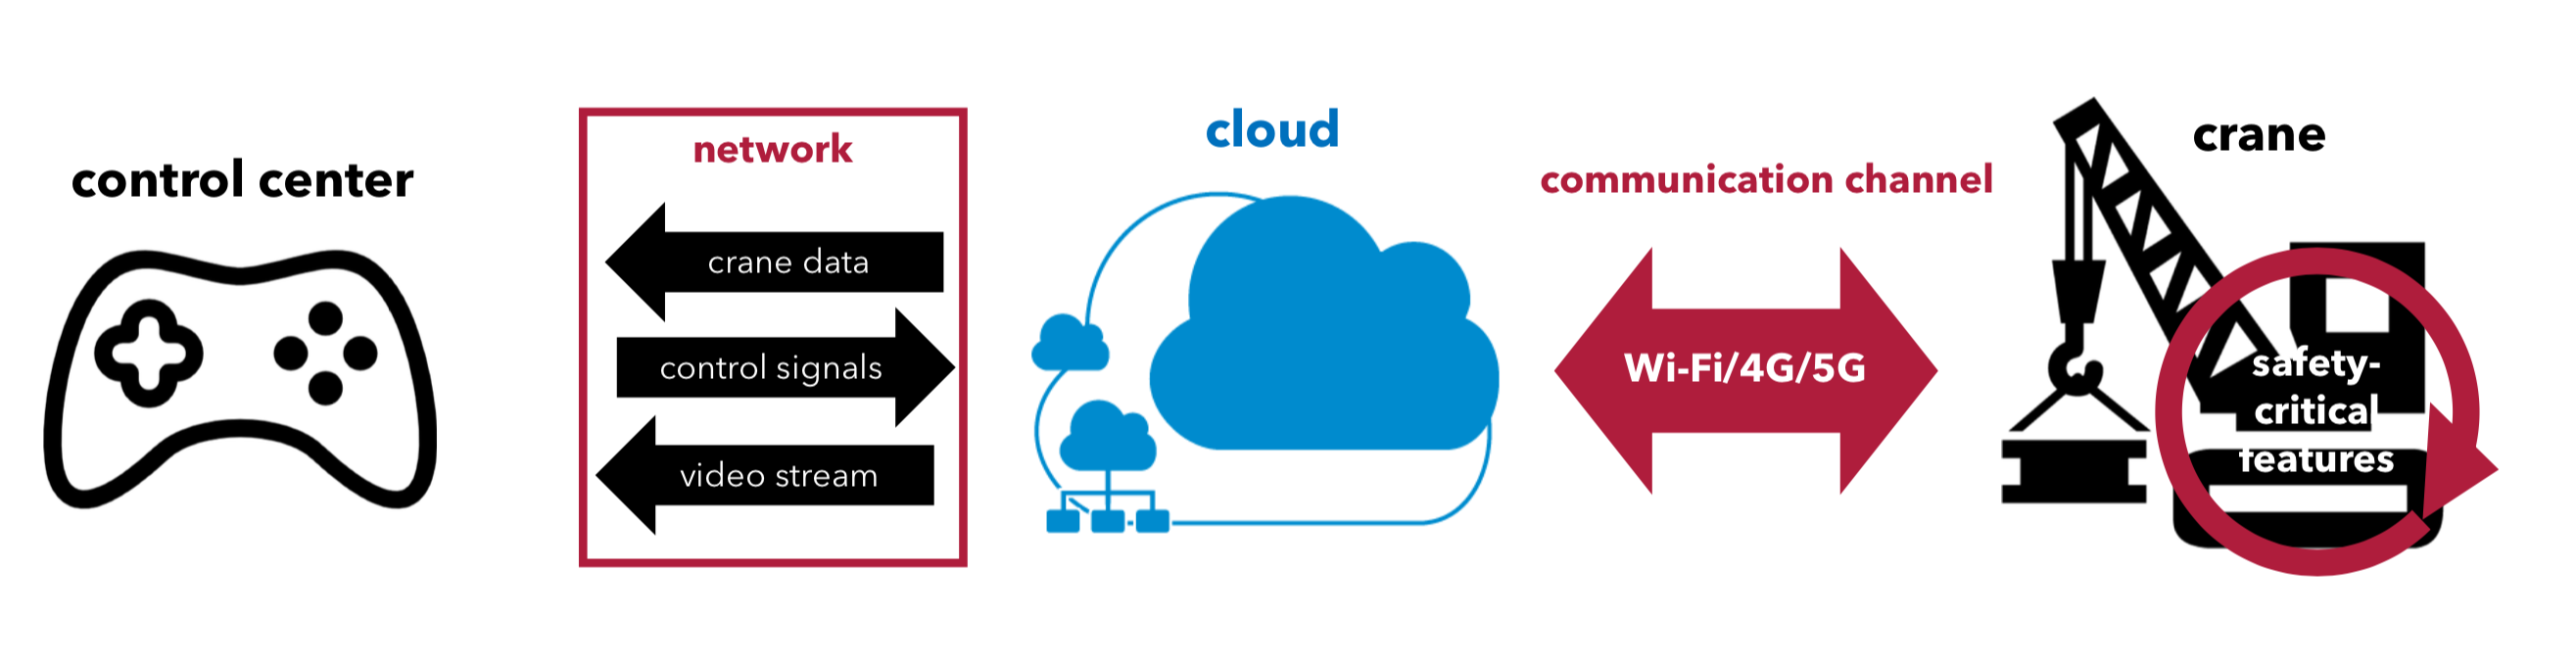 control center
network
crane data
control signals
video stream
cloud
communication channel
Wi-Fi/4G/5G
crane
safety-
critical
features